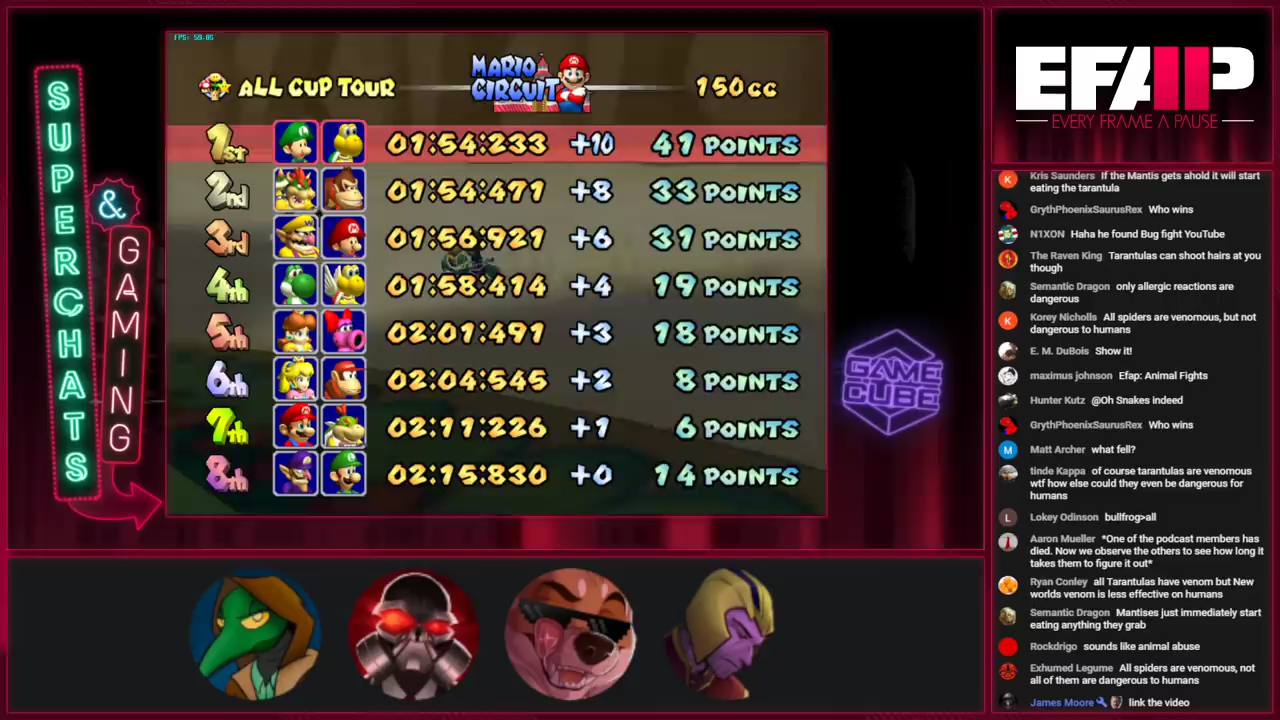 SUPERCHATS
&
GAMING
FPS: 59.05
ALL CUP TOUR
MARIO
CIRCUIT
150cc
1st 01:54:233 +10 41 POINTS
2nd 01:54:477 +8 33 POINTS
3rd 01:56:921 +6 31 POINTS
4th 01:58:414 +4 19 POINTS
5th 02:01:491 +3 18 POINTS
6th 02:04:545 +2 8 POINTS
7th 02:11:226 +1 6 POINTS
8th 02:15:830 +0 14 POINTS
GAME
CUBE
EFAP
EVERY FRAME A PAUSE
K Kris Saunders If the Mantis gets ahold it will start
eating the tarantula
GrythPhoenixSaurusRex Who wins
N1XON Haha he found Bug fight YouTube
The Raven King Tarantulas can shoot hairs at you
though
Semantic Dragon only allergic reactions are
dangerous
K Korey Nicholls All spiders are venomous, but not
dangerous to humans
E. M. DuBois Show it!
maximus johnson Efap: Animal Fights
Hunter Kutz @Oh Snakes indeed
GrythPhoenixSaurusRex Who wins
M Matt Archer what fell?
tinde Kappa of course tarantulas are venomous
wtf how else could they even be dangerous for
humans
L Lokey Odinson bullfrog>all
Aaron Mueller *One of the podcast members has
died. Now we observe the others to see how long it
takes them to figure it out*
Ryan Conley all Tarantulas have venom but New
worlds venom is less effective on humans
Semantic Dragon Mantises just immediately start
eating anything they grab
Rockdrigo sounds like animal abuse
Exhumed Legume All spiders are venomous, not
all of them are dangerous to humans
James Moore link the video